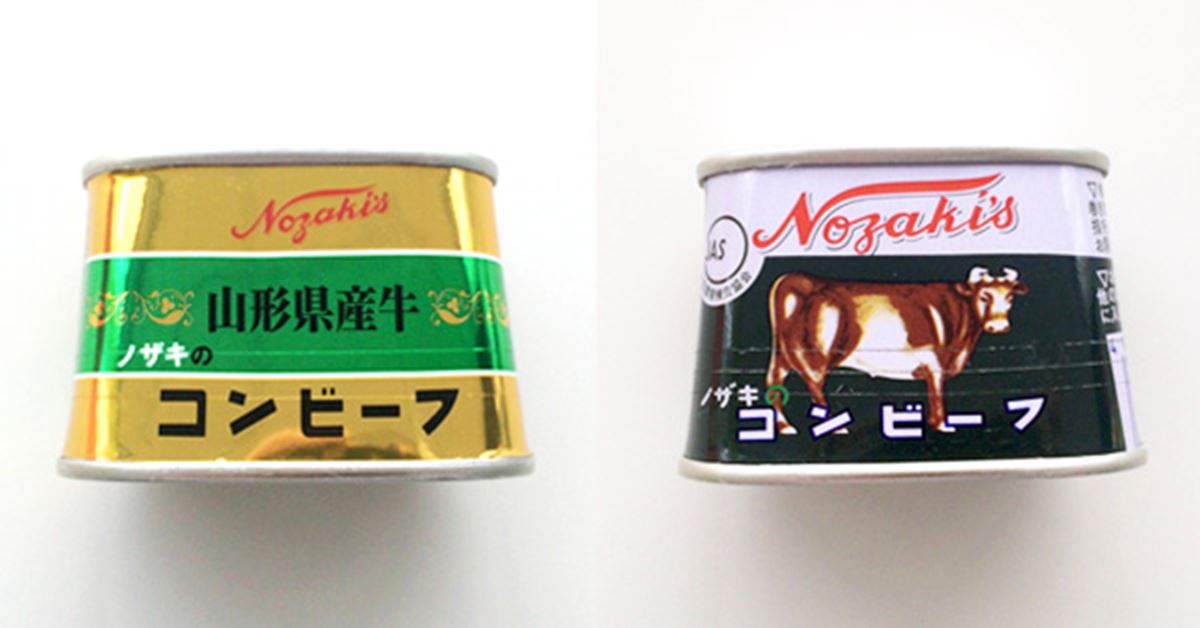 Nozaki's
山形県産牛
ノザキの
コンビーフ
Nozaki's
JAS
ノザキの
コンビーフ